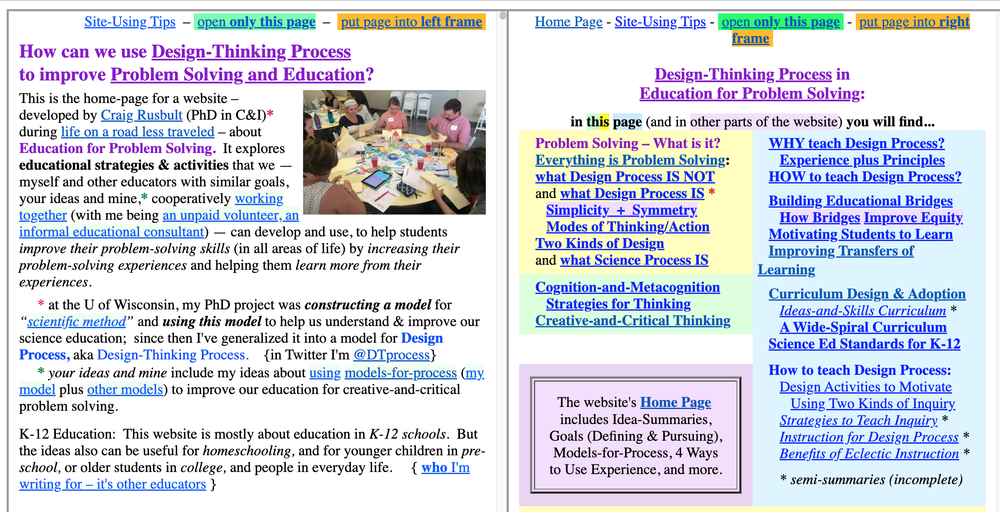 Site-Using Tips – open only this page – put page into left frame
How can we use Design-Thinking Process
to improve Problem Solving and Education?
This is the home-page for a website –
developed by Craig Rusbult (PhD in C&I)*
during life on a road less traveled – about
Education for Problem Solving. It explores
educational strategies & activities that we —
myself and other educators with similar goals,
your ideas and mine,* cooperatively working
together (with me being an unpaid volunteer, an
informal educational consultant) — can develop and use, to help students
improve their problem-solving skills (in all areas of life) by increasing their
problem-solving experiences and helping them learn more from their
experiences.
* at the U of Wisconsin, my PhD project was constructing a model for
“scientific method” and using this model to help us understand & improve our
science education; since then I've generalized it into a model for Design
Process, aka Design-Thinking Process. {in Twitter I'm @DTprocess}
* your ideas and mine include my ideas about using models-for-process (my
model plus other models) to improve our education for creative-and-critical
problem solving.
K-12 Education: This website is mostly about education in K-12 schools. But
the ideas also can be useful for homeschooling, and for younger children in pre-
school, or older students in college, and people in everyday life. { who I'm
writing for – it's other educators }
Home Page - Site-Using Tips - open only this page - put page into right
frame
Design-Thinking Process in
Education for Problem Solving:
in this page (and in other parts of the website) you will find...
Problem Solving – What is it?
Everything is Problem Solving:
what Design Process IS NOT
and what Design Process IS *
Simplicity + Symmetry
Modes of Thinking/Action
Two Kinds of Design
and what Science Process IS
Cognition-and-Metacognition
Strategies for Thinking
Creative-and-Critical Thinking
The website's Home Page
includes Idea-Summaries,
Goals (Defining & Pursuing),
Models-for-Process, 4 Ways
to Use Experience, and more.
WHY teach Design Process?
Experience plus Principles
HOW to teach Design Process?
Building Educational Bridges
How Bridges Improve Equity
Motivating Students to Learn
Improving Transfers of
Learning
Curriculum Design & Adoption
Ideas-and-Skills Curriculum *
A Wide-Spiral Curriculum
Science Ed Standards for K-12
How to teach Design Process:
Design Activities to Motivate
Using Two Kinds of Inquiry
Strategies to Teach Inquiry *
Instruction for Design Process *
Benefits of Eclectic Instruction *
* semi-summaries (incomplete)